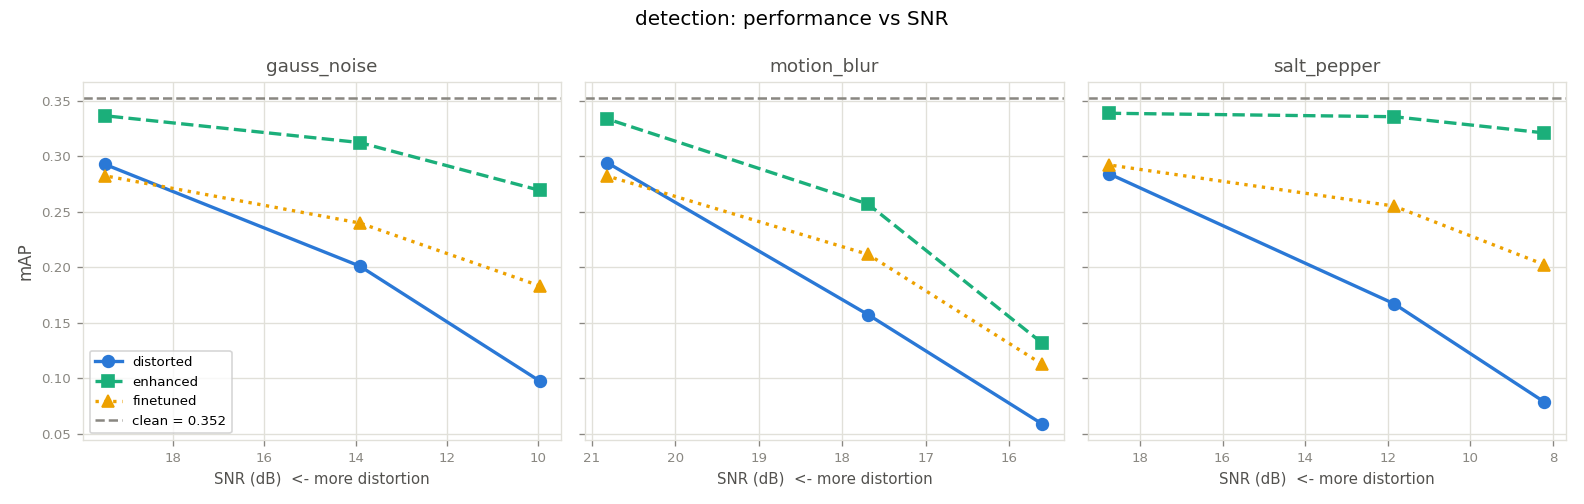 detection: performance vs SNR
gauss_noise
motion_blur
salt_pepper
mAP
0.35
0.30
0.25
0.20
0.15
0.10
0.05
distorted
enhanced
finetuned
clean = 0.352
18 16 14 12 10
21 20 19 18 17 16
18 16 14 12 10 8
SNR (dB) <- more distortion
SNR (dB) <- more distortion
SNR (dB) <- more distortion